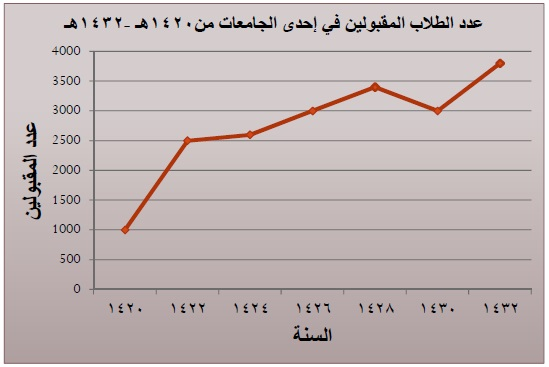 عدد الطلاب المقبولين في إحدى الجامعات من١٤٢٠هـ -١٤٣٢هـ
4000
3500
3000
2500
2000
1500
1000
500
0
عدد المقبولين
١٤٢٠ ١٤٢٢ ١٤٢٤ ١٤٢٦ ١٤٢٨ ١٤٣٠ ١٤٣٢
السنة